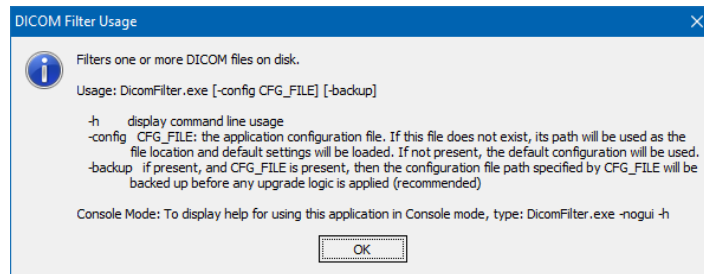 DICOM Filter Usage
Filters one or more DICOM files on disk.
Usage: DicomFilter.exe [-config CFG_FILE] [-backup]
-h display command line usage
-config CFG_FILE: the application configuration file. If this file does not exist, its path will be used as the
file location and default settings will be loaded. If not present, the default configuration will be used.
-backup if present, and CFG_FILE is present, then the configuration file path specified by CFG_FILE will be
backed up before any upgrade logic is applied (recommended)
Console Mode: To display help for using this application in Console mode, type: DicomFilter.exe -nogui -h
OK